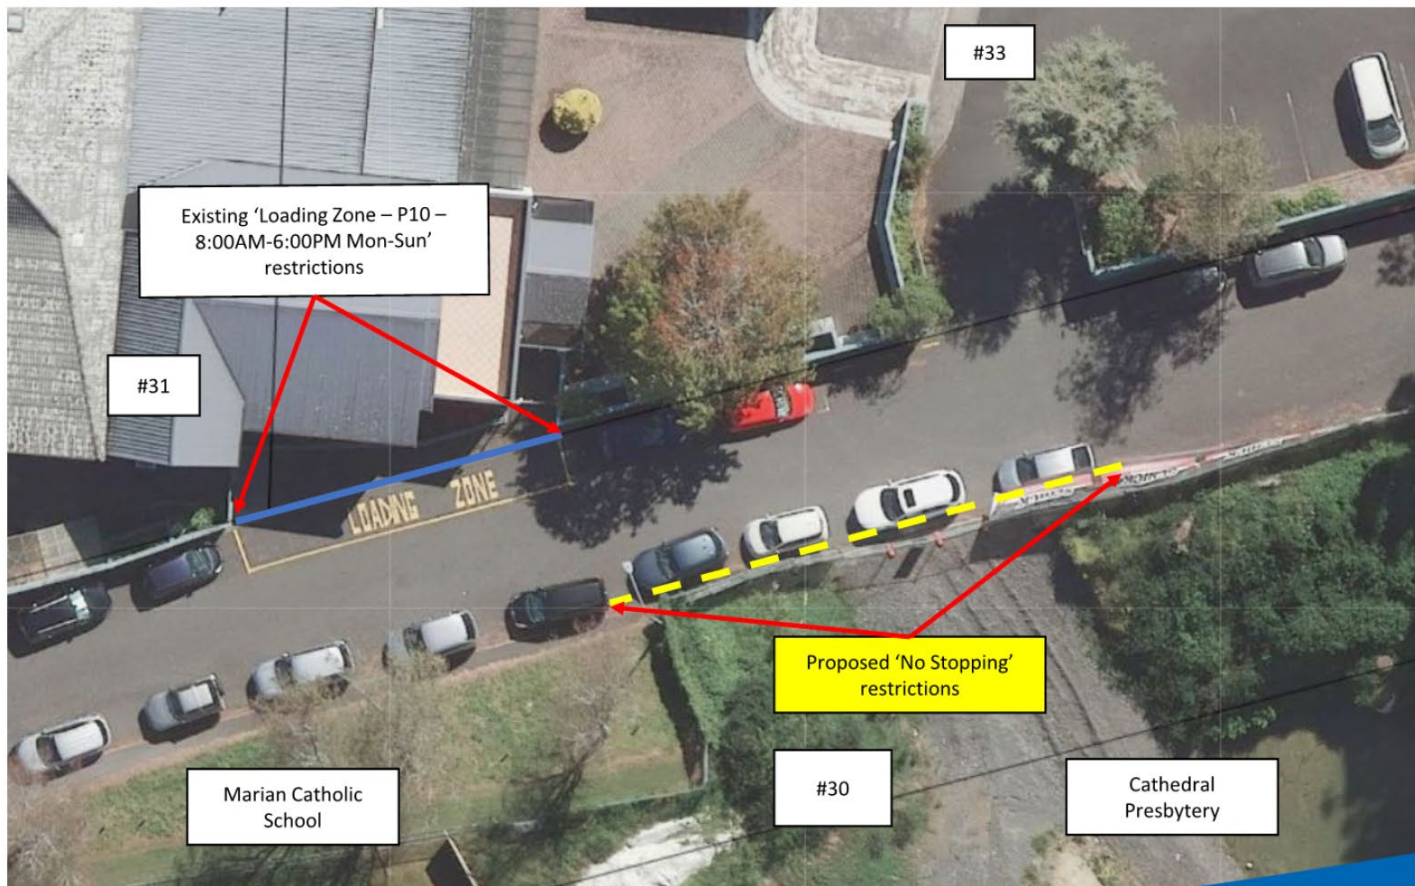 #33
Existing ‘Loading Zone – P10 –
8:00AM-6:00PM Mon-Sun’
restrictions
#31
LOADING ZONE
Proposed ‘No Stopping’
restrictions
#30
Marian Catholic
School
Cathedral
Presbytery